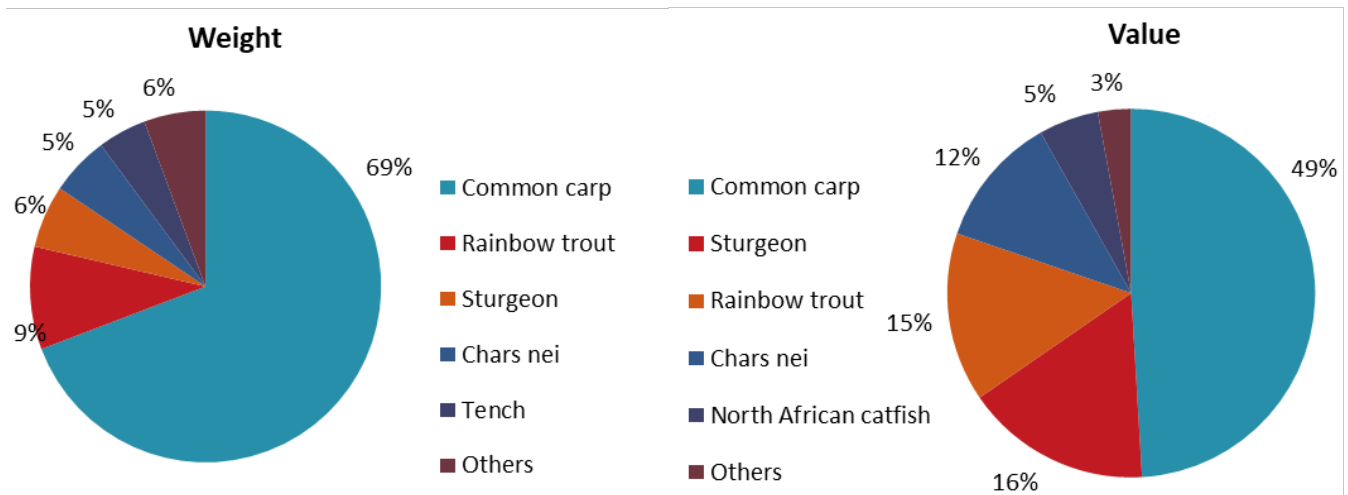 Weight
6%
5%
5%
6%
9%
69%
Common carp
Rainbow trout
Sturgeon
Chars nei
Tench
Others
Value
3%
5%
12%
15%
16%
49%
Common carp
Sturgeon
Rainbow trout
Chars nei
North African catfish
Others